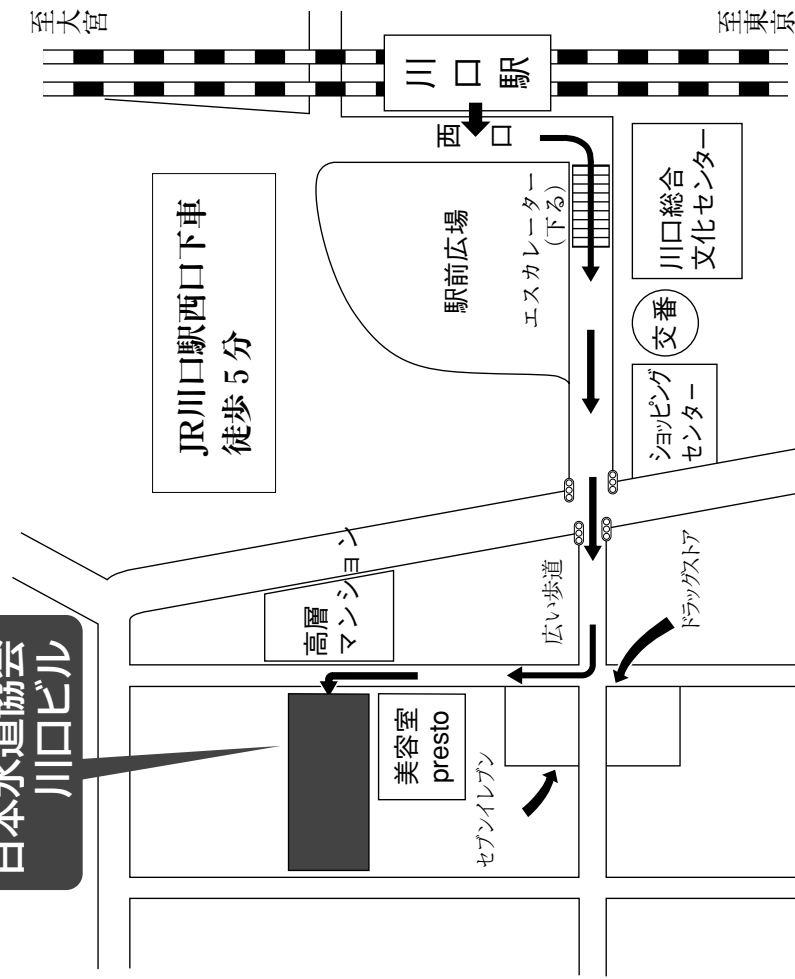 至大宮
至東京
川口駅
西口
エスカレーター
(下る)
駅前広場
川口総合
文化センター
交番
ショッピング
センター
JR川口駅西口下車
徒歩5分
高層
マンション
広い歩道
ドラッグストア
美容室
presto
セブンイレブン
日本水道協会
川口ビル